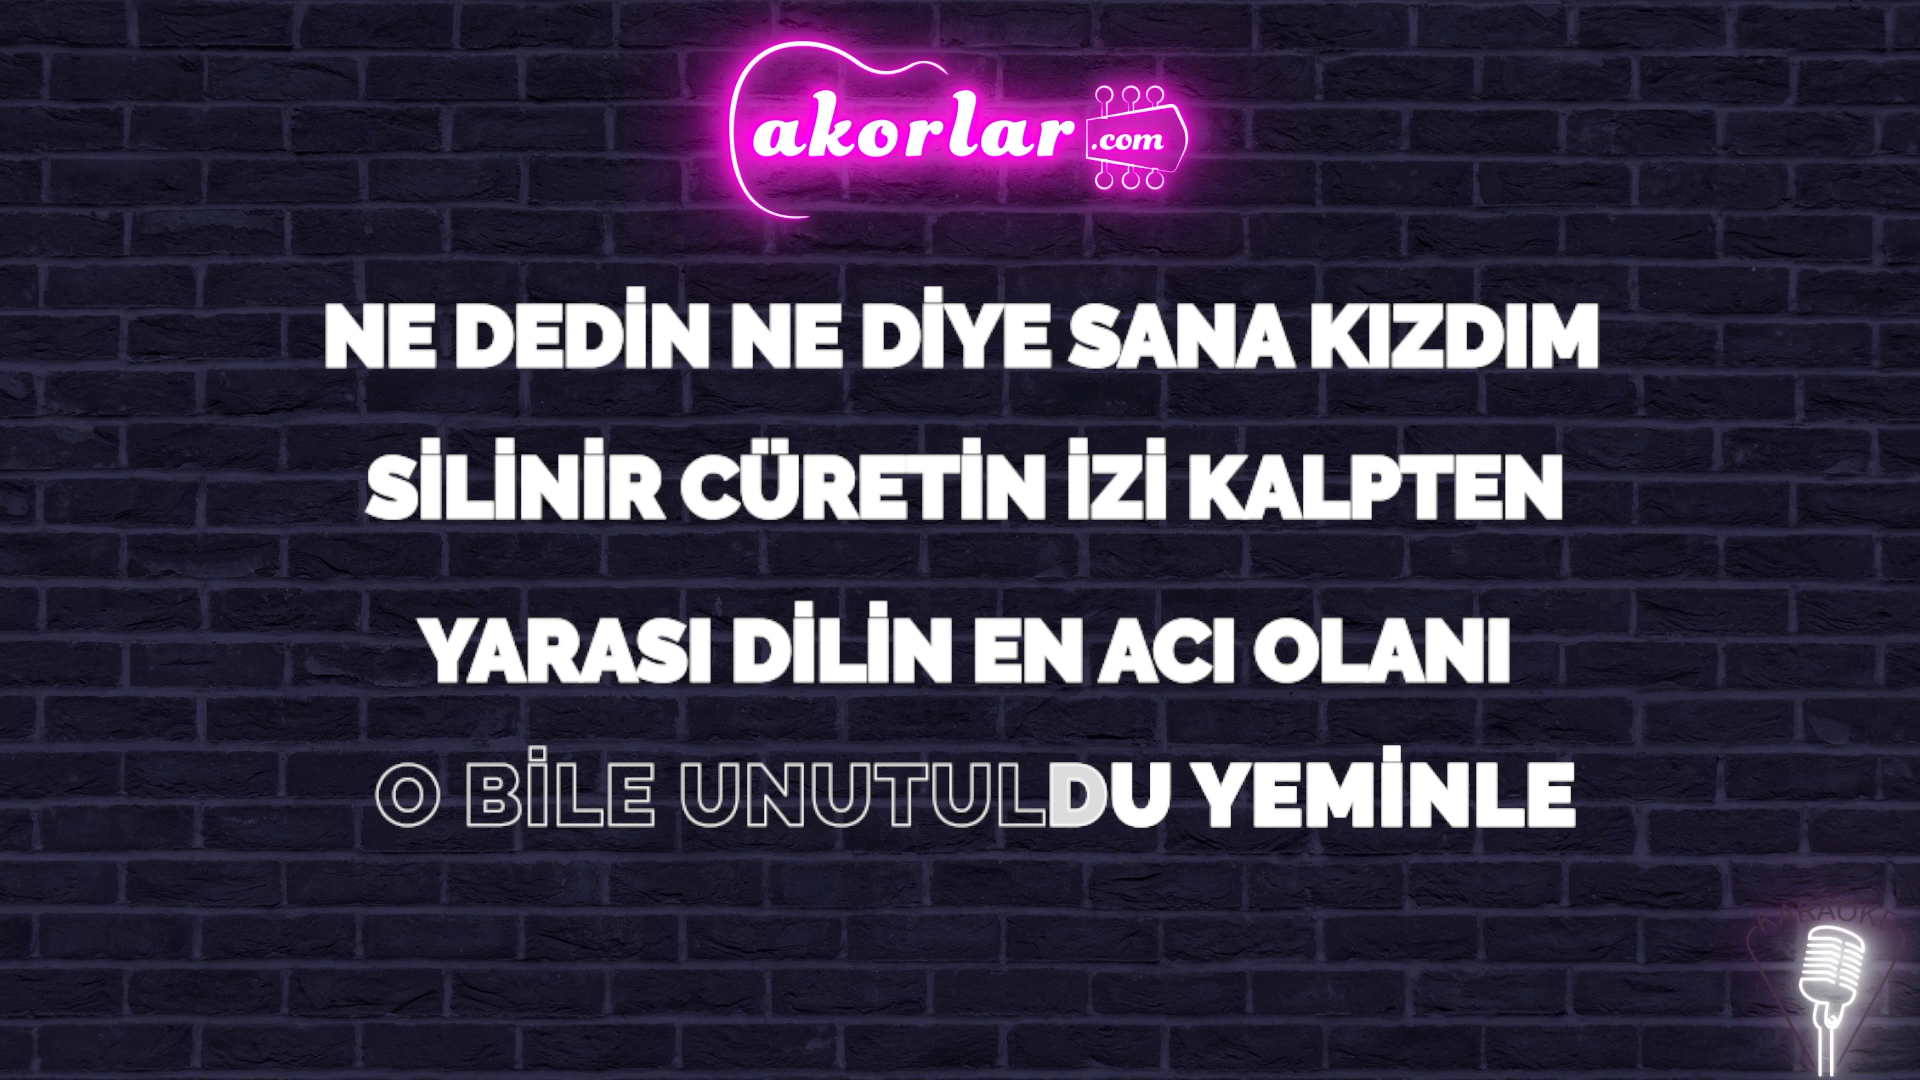 akorlar.com
NE DEDİN NE DİYE SANA KIZDIM
SİLİNİR CÜRETİN İZİ KALPTEN
YARASI DİLİN EN ACI OLANI
O BİLE UNUTULDU YEMİNLE
KARAOKE